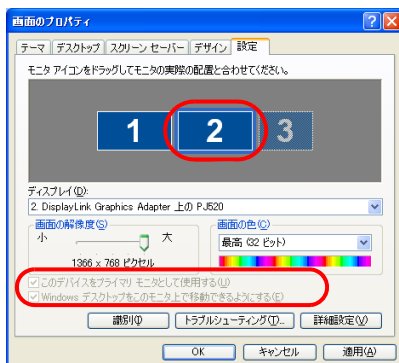 画面のプロパティ
テーマ デスクトップ スクリーン セーバー デザイン 設定
モニタ アイコンをドラッグしてモニタの実際の配置と合わせてください。
1 2 3
ディスプレイ(D):
2. DisplayLink Graphics Adapter 上の PJ520
画面の解像度(S)
小 大
1366 x 768 ピクセル
画面の色(C)
最高 (32 ビット)
このデバイスをプライマリ モニタとして使用する(U)
Windows デスクトップをこのモニタ上で移動できるようにする(E)
識別(I) トラブルシューティング(T)... 詳細設定(V)
OK キャンセル 適用(A)